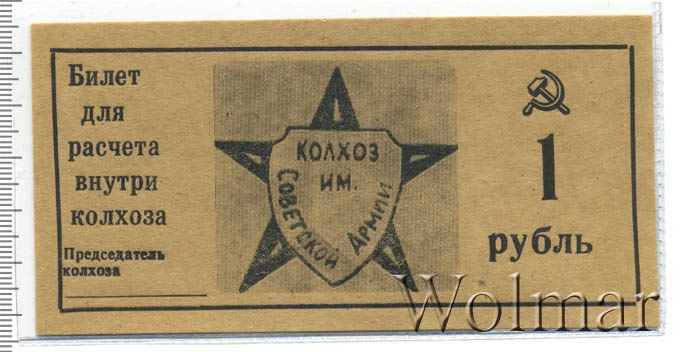 Билет
для
расчета
внутри
колхоза
Председатель
колхоза
КОЛХОЗ
ИМ.
СОВЕТСКОЙ АРМИИ
1
рубль
Wolmar